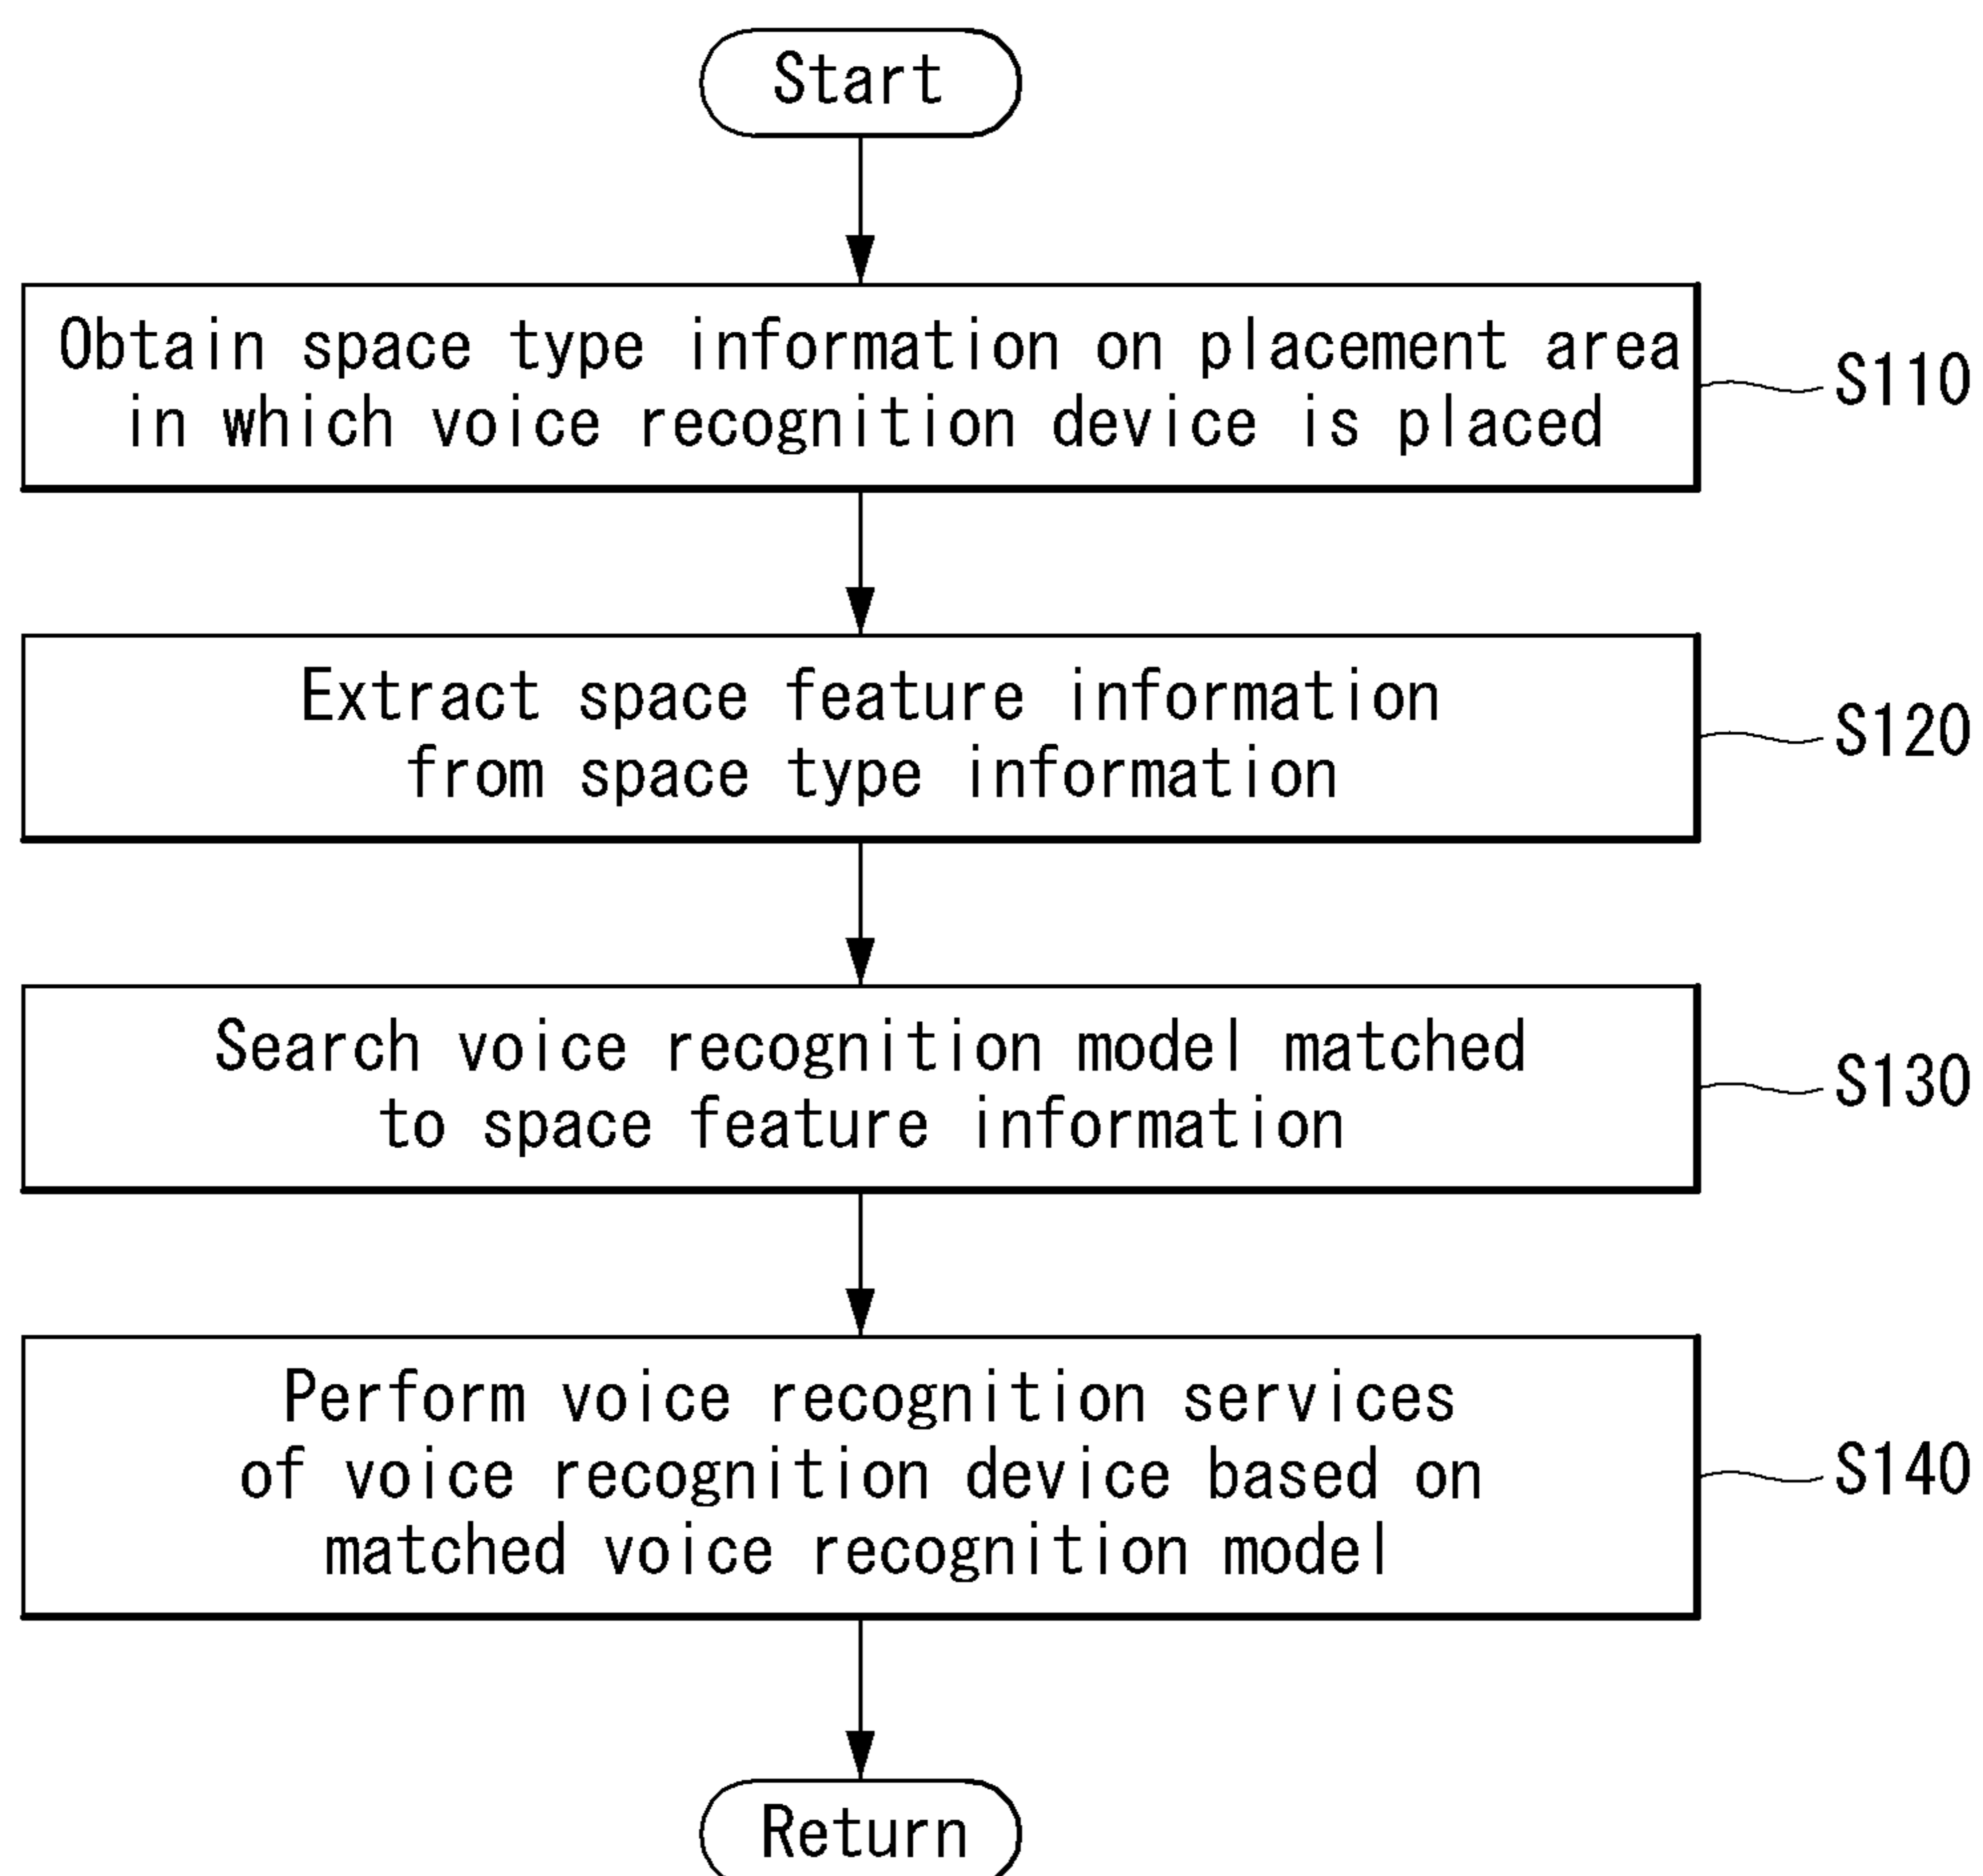 Start
Obtain space type information on placement area
in which voice recognition device is placed
S110
Extract space feature information
from space type information
S120
Search voice recognition model matched
to space feature information
S130
Perform voice recognition services
of voice recognition device based on
matched voice recognition model
S140
Return